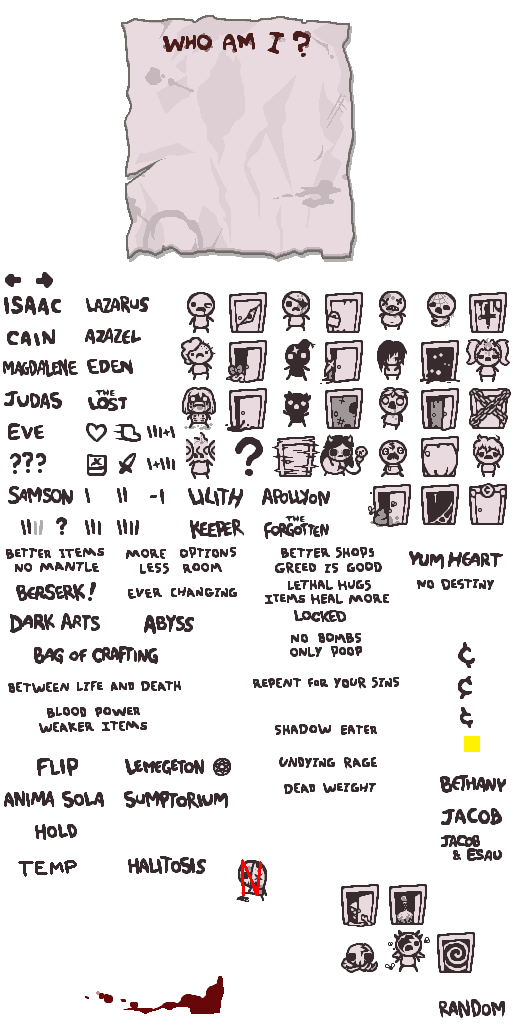 WHO AM I?
ISAAC LAZARUS
CAIN AZAZEL
MAGDALENE EDEN
JUDAS THE LOST
EVE
??? ?
SAMSON LILITH APOLLYON
? KEEPER THE FORGOTTEN
BETTER ITEMS
NO MANTLE
MORE OPTIONS
LESS ROOM
BETTER SHOPS
GREED IS GOOD
YUM HEART
BERSERK!
EVER CHANGING
LETHAL HUGS
ITEMS HEAL MORE
NO DESTINY
LOCKED
DARK ARTS
ABYSS
NO BOMBS
ONLY POOP
BAG OF CRAFTING
¢
BETWEEN LIFE AND DEATH
REPENT FOR YOUR SINS
¢
BLOOD POWER
WEAKER ITEMS
¢
SHADOW EATER
FLIP
LEMEGETON
UNDYING RAGE
ANIMA SOLA
SUMPTORIUM
DEAD WEIGHT
BETHANY
HOLD
JACOB
JACOB
& ESAU
TEMP
HALITOSIS
N
RANDOM